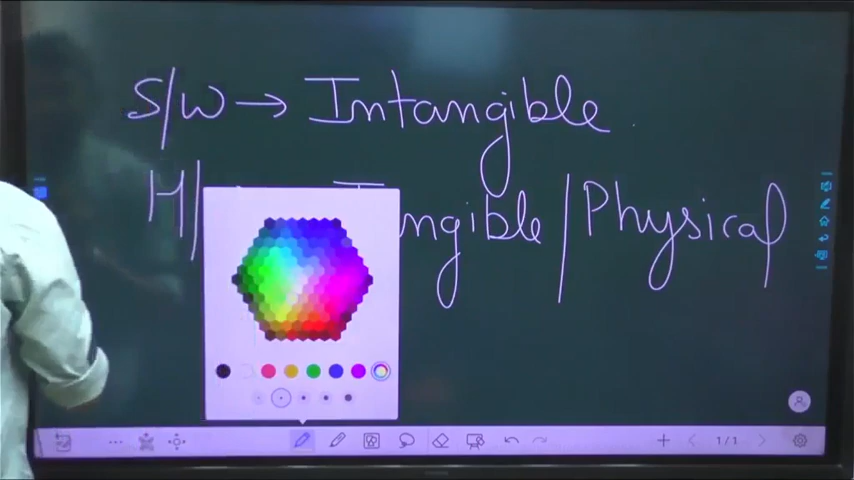 S/W → Intangible
H/ ngible / Physical
1/1